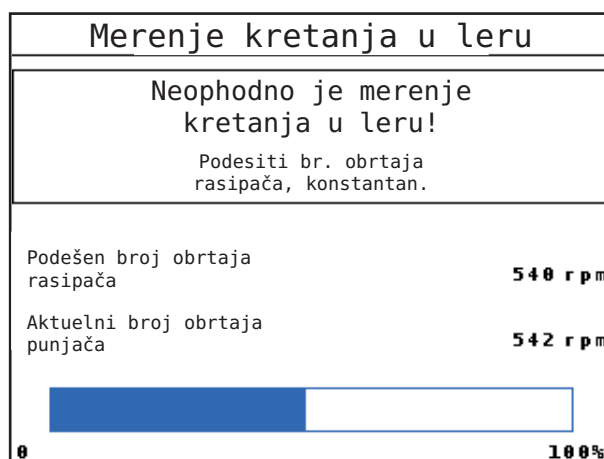 Merenje kretanja u leru
Neophodno je merenje
kretanja u leru!
Podesiti br. obrtaja
rasipača, konstantan.
Podešen broj obrtaja
rasipača
540 rpm
Aktuelni broj obrtaja
punjača
542 rpm
0
100%